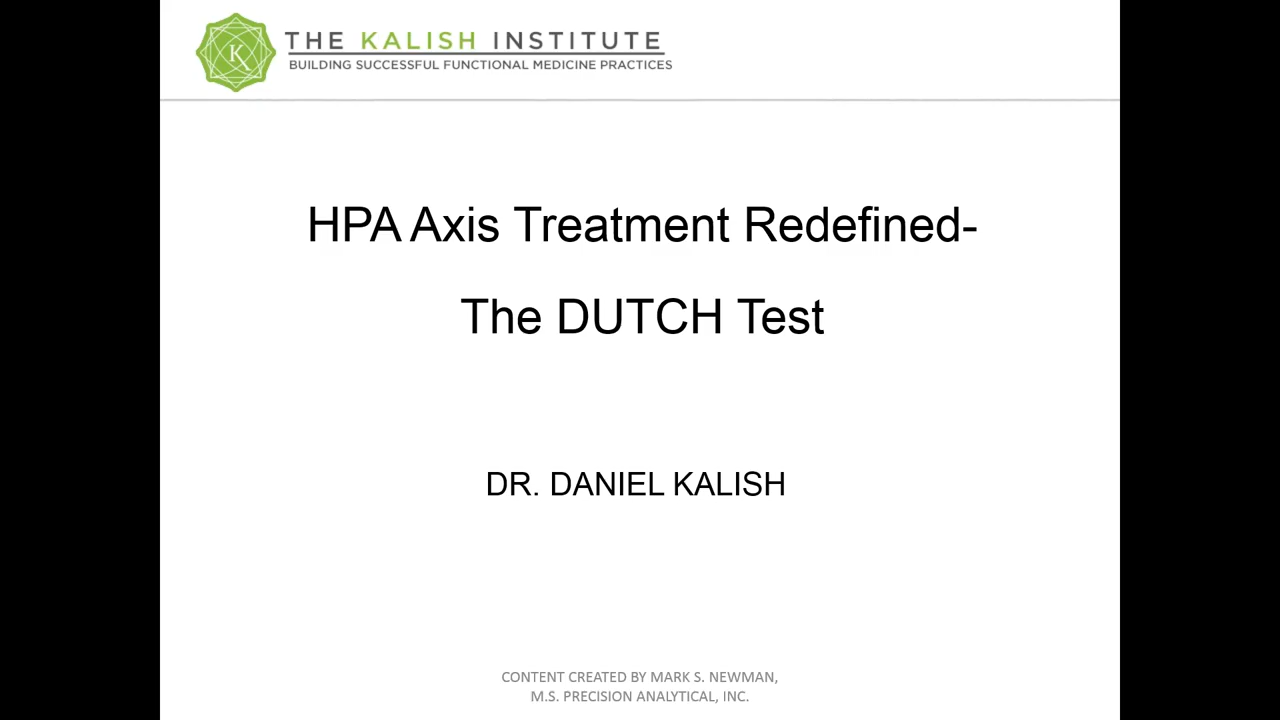 K
THE KALISH INSTITUTE
BUILDING SUCCESSFUL FUNCTIONAL MEDICINE PRACTICES
HPA Axis Treatment Redefined-
The DUTCH Test
DR. DANIEL KALISH
CONTENT CREATED BY MARK S. NEWMAN,
M.S. PRECISION ANALYTICAL, INC.